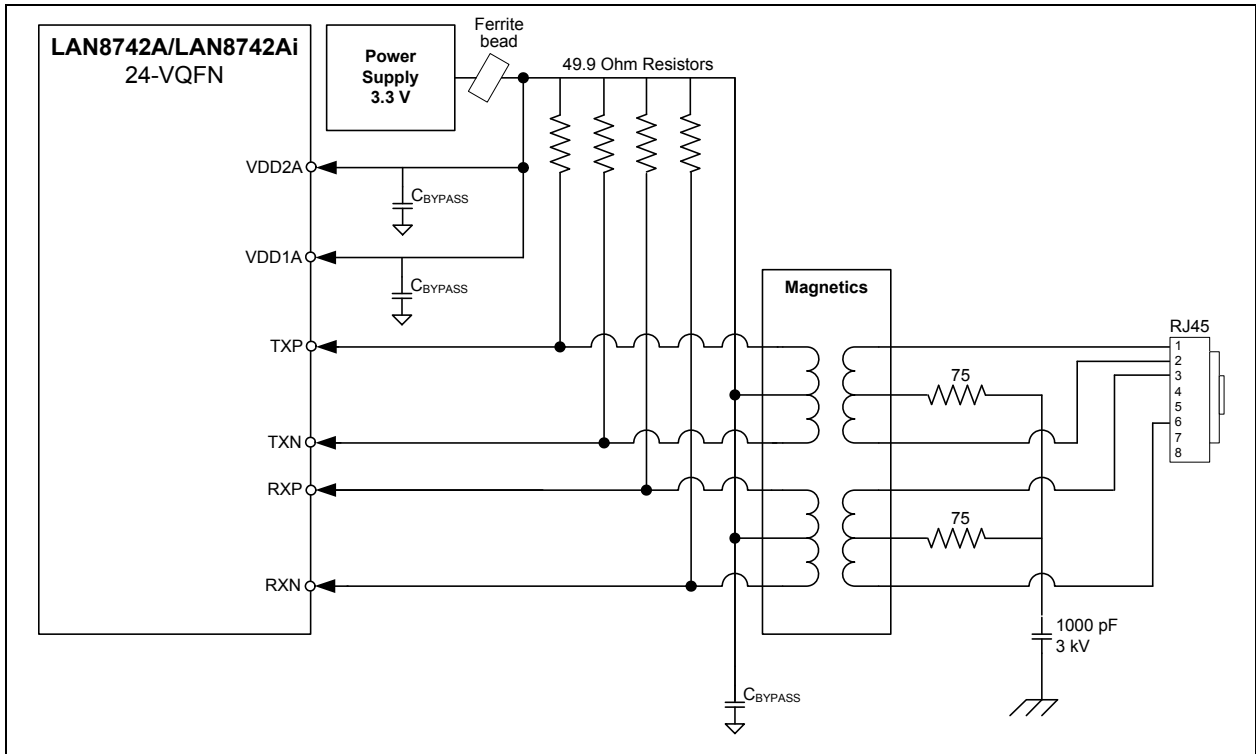 LAN8742A/LAN8742Ai
24-VQFN
Power
Supply
3.3 V
Ferrite
bead
49.9 Ohm Resistors
VDD2A
CBYPASS
VDD1A
CBYPASS
Magnetics
RJ45
TXP
1
2
3
4
5
6
7
8
75
TXN
RXP
75
RXN
1000 pF
3 kV
CBYPASS